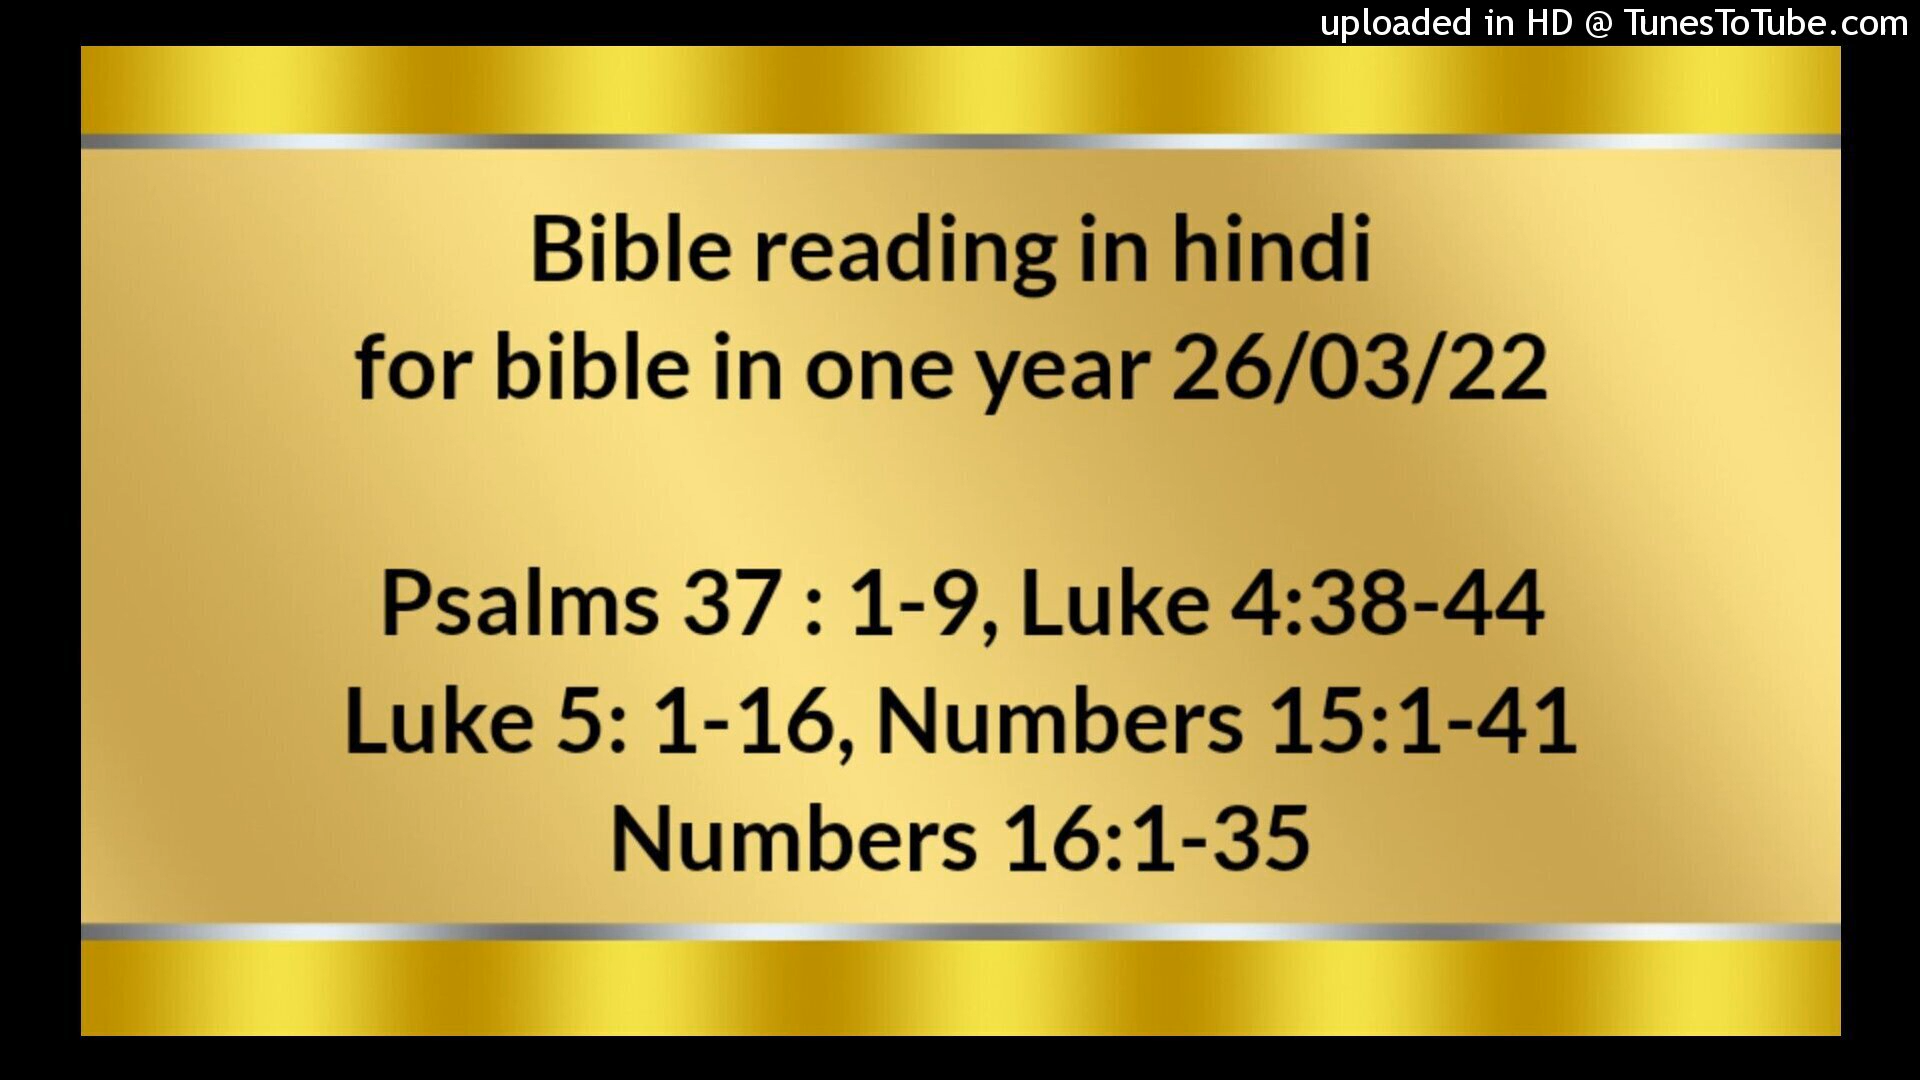 uploaded in HD @ TunesToTube.com
Bible reading in hindi
for bible in one year 26/03/22
Psalms 37 : 1-9, Luke 4:38-44
Luke 5: 1-16, Numbers 15:1-41
Numbers 16:1-35